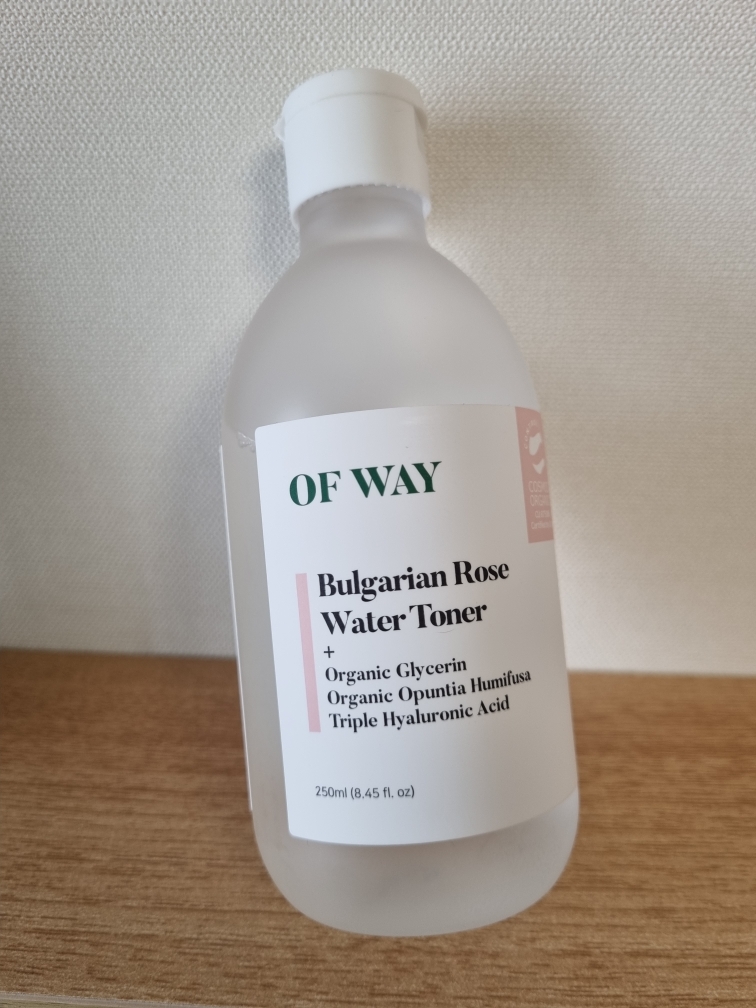 OF WAY
Bulgarian Rose
Water Toner
+
Organic Glycerin
Organic Opuntia Humifusa
Triple Hyaluronic Acid
250ml (8.45 fl. oz)